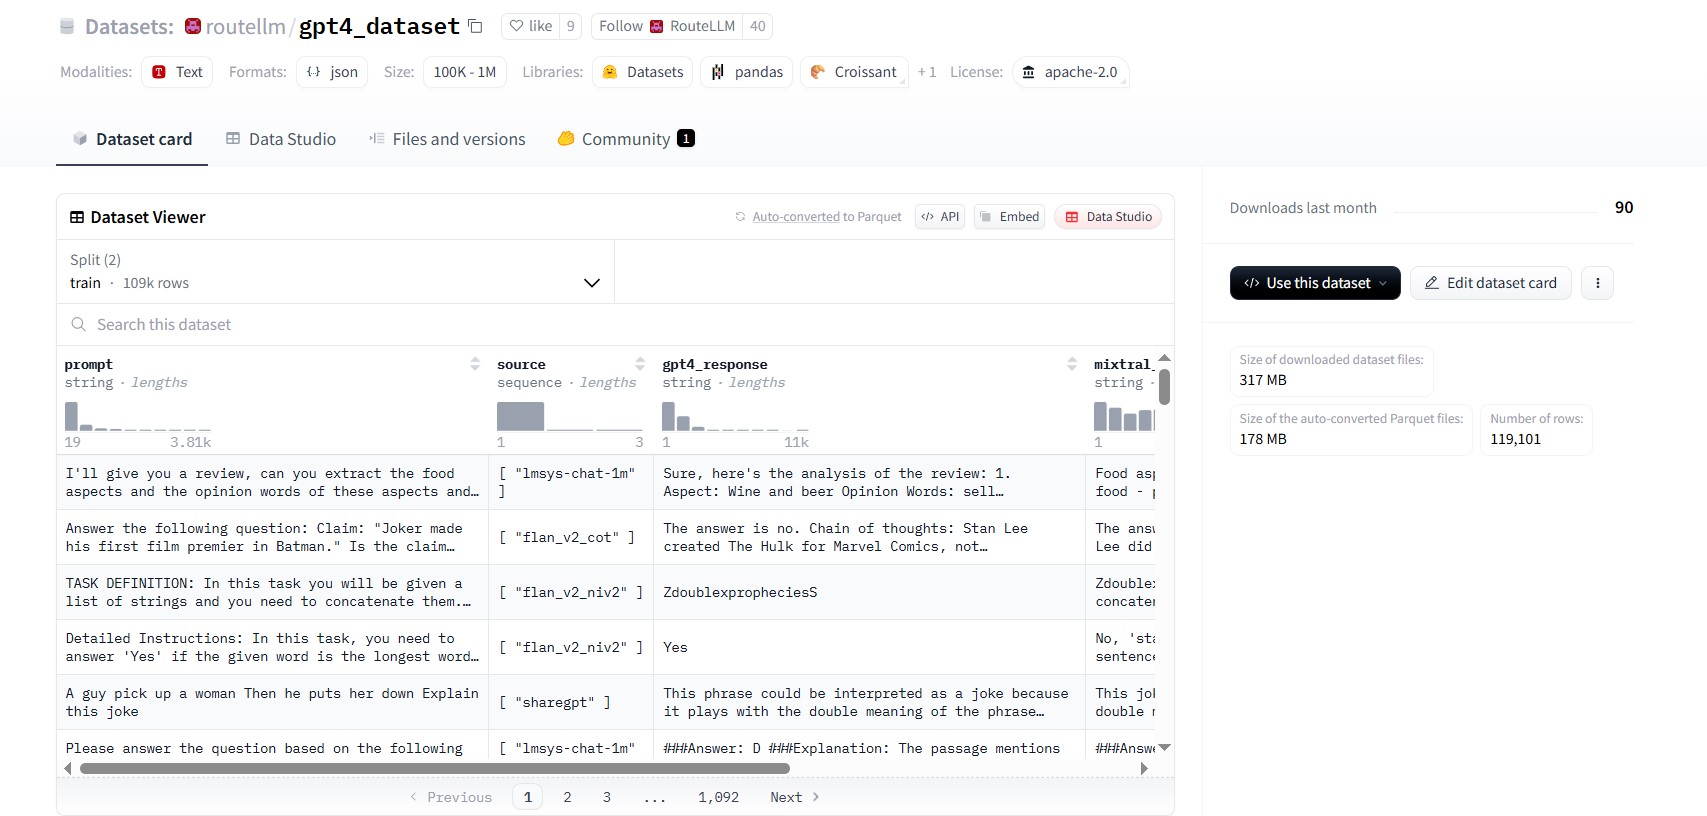 Datasets: routellm/gpt4_dataset like 9 Follow RouteLLM 40
Modalities: Text Formats: json Size: 100K - 1M Libraries: Datasets pandas Croissant + 1 License: apache-2.0
Dataset card Data Studio Files and versions Community 1
Dataset Viewer Auto-converted to Parquet API Embed Data Studio
Split (2)
train · 109k rows
Search this dataset
prompt source gpt4_response mixtral_
string · lengths sequence · lengths string · lengths string ·
19 3.81k 1 3 1 11k 1
I'll give you a review, can you extract the food
aspects and the opinion words of these aspects and…
[ "lmsys-chat-1m"
]
Sure, here's the analysis of the review: 1.
Aspect: Wine and beer Opinion Words: sell…
Food asp
food - p
Answer the following question: Claim: "Joker made
his first film premier in Batman." Is the claim…
[ "flan_v2_cot" ]
The answer is no. Chain of thoughts: Stan Lee
created The Hulk for Marvel Comics, not…
The answ
Lee did
TASK DEFINITION: In this task you will be given a
list of strings and you need to concatenate them.…
[ "flan_v2_niv2" ]
ZdoublexpropheciesS
Zdoublex
concaten
Detailed Instructions: In this task, you need to
answer 'Yes' if the given word is the longest word…
[ "flan_v2_niv2" ]
Yes
No, 'sta
sentence
A guy pick up a woman Then he puts her down Explain
this joke
[ "sharegpt" ]
This phrase could be interpreted as a joke because
it plays with the double meaning of the phrase…
This jok
double m
Please answer the question based on the following
[ "lmsys-chat-1m"
###Answer: D ###Explanation: The passage mentions
###Answe
Previous 1 2 3 ... 1,092 Next
Downloads last month 90
Use this dataset Edit dataset card
Size of downloaded dataset files:
317 MB
Size of the auto-converted Parquet files:
178 MB
Number of rows:
119,101